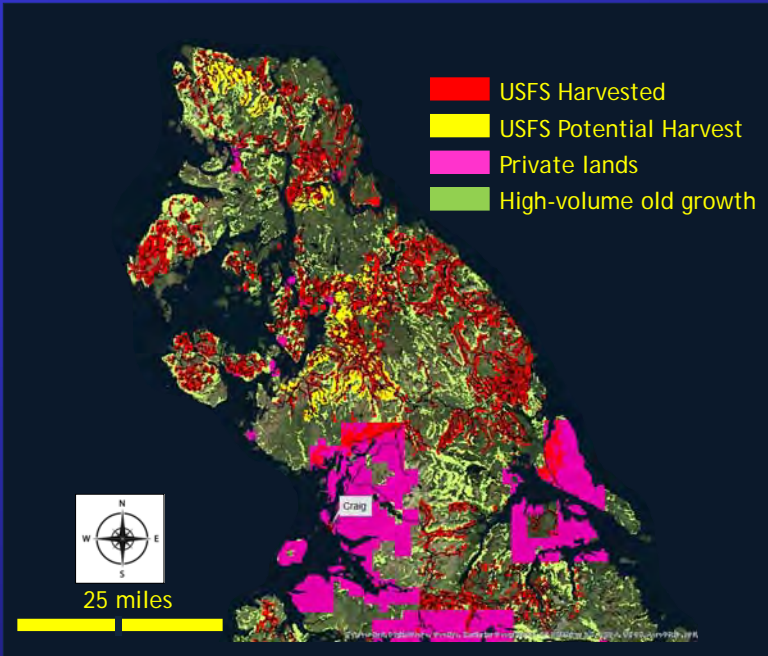 USFS Harvested
USFS Potential Harvest
Private lands
High-volume old growth
Craig
N
W E
S
25 miles